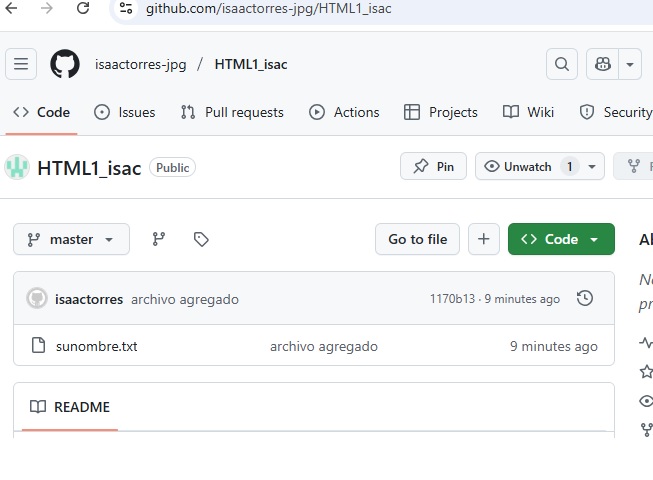 github.com/isaactorres-jpg/HTML1_isac
isaactorres-jpg / HTML1_isac
Code Issues Pull requests Actions Projects Wiki Security
HTML1_isac Public Pin Unwatch 1
master Go to file + Code
isaactorres archivo agregado 1170b13 · 9 minutes ago
sunombre.txt archivo agregado 9 minutes ago
README